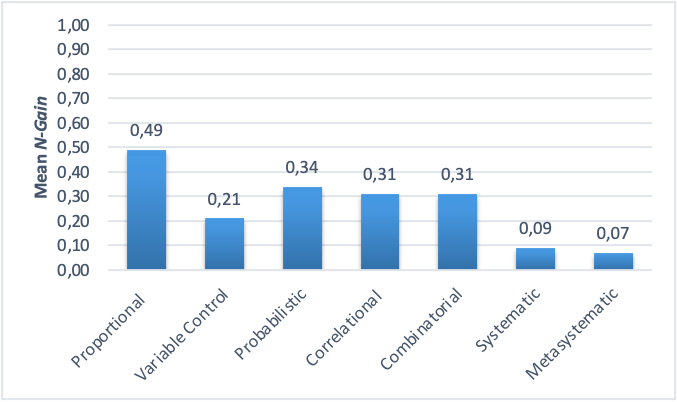 Mean N-Gain
1,00
0,90
0,80
0,70
0,60
0,50
0,40
0,30
0,20
0,10
0,00
0,49
0,21
0,34
0,31
0,31
0,09
0,07
Proportional
Variable Control
Probabilistic
Correlational
Combinatorial
Systematic
Metasystematic